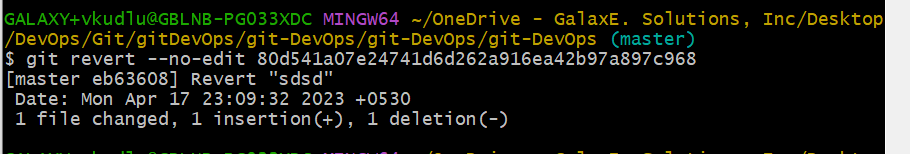 GALAXY+vkudlu@GBLNB-PG033XDC MINGW64 ~/OneDrive - GalaxE. Solutions, Inc/Desktop
/DevOps/Git/gitDevOps/git-DevOps/git-DevOps/git-DevOps (master)
$ git revert --no-edit 80d541a07e24741d6d262a916ea42b97a897c968
[master eb63608] Revert "sdsd"
 Date: Mon Apr 17 23:09:32 2023 +0530
 1 file changed, 1 insertion(+), 1 deletion(-)